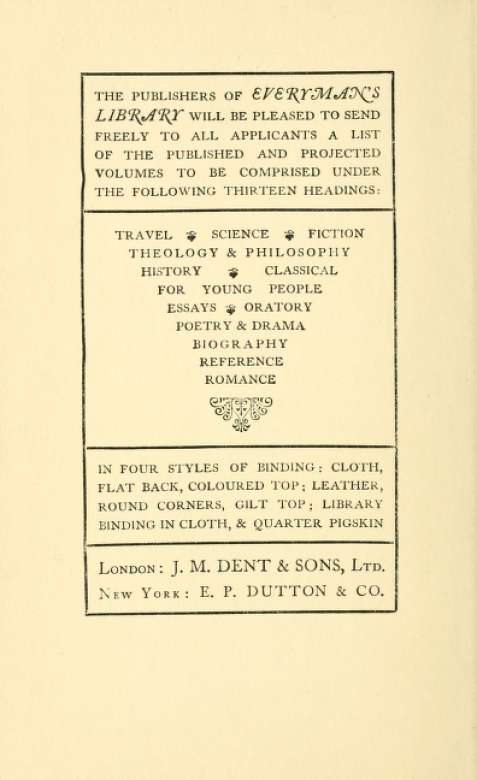 THE PUBLISHERS OF EVERYMAN'S
LIBRARY WILL BE PLEASED TO SEND
FREELY TO ALL APPLICANTS A LIST
OF THE PUBLISHED AND PROJECTED
VOLUMES TO BE COMPRISED UNDER
THE FOLLOWING THIRTEEN HEADINGS:
TRAVEL SCIENCE FICTION
THEOLOGY & PHILOSOPHY
HISTORY CLASSICAL
FOR YOUNG PEOPLE
ESSAYS ORATORY
POETRY & DRAMA
BIOGRAPHY
REFERENCE
ROMANCE
IN FOUR STYLES OF BINDING: CLOTH,
FLAT BACK, COLOURED TOP; LEATHER,
ROUND CORNERS, GILT TOP; LIBRARY
BINDING IN CLOTH, & QUARTER PIGSKIN
LONDON: J. M. DENT & SONS, LTD.
NEW YORK: E. P. DUTTON & CO.